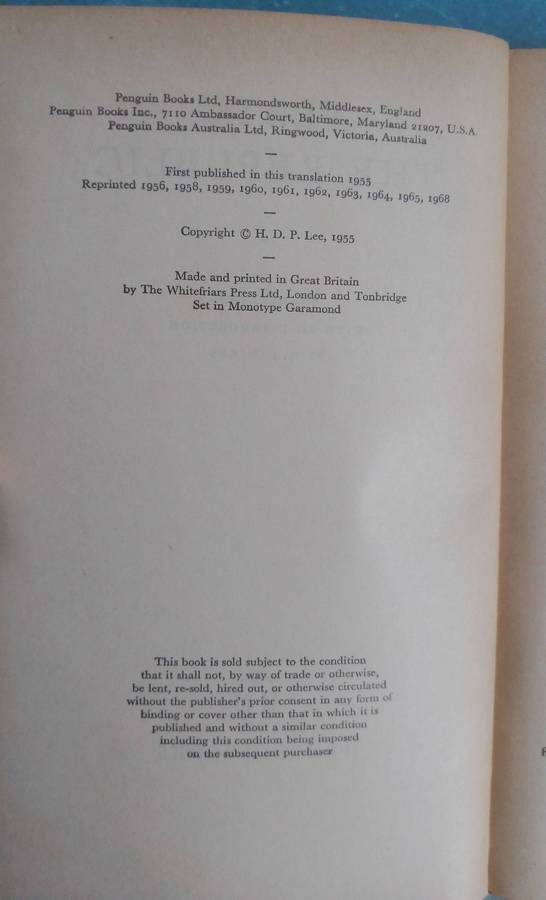 Penguin Books Ltd, Harmondsworth, Middlesex, England
Penguin Books Inc., 7110 Ambassador Court, Baltimore, Maryland 21207, U.S.A.
Penguin Books Australia Ltd, Ringwood, Victoria, Australia
—
First published in this translation 1955
Reprinted 1956, 1958, 1959, 1960, 1961, 1962, 1963, 1964, 1965, 1968
—
Copyright © H. D. P. Lee, 1955
—
Made and printed in Great Britain
by The Whitefriars Press Ltd, London and Tonbridge
Set in Monotype Garamond
This book is sold subject to the condition
that it shall not, by way of trade or otherwise,
be lent, re-sold, hired out, or otherwise circulated
without the publisher's prior consent in any form of
binding or cover other than that in which it is
published and without a similar condition
including this condition being imposed
on the subsequent purchaser